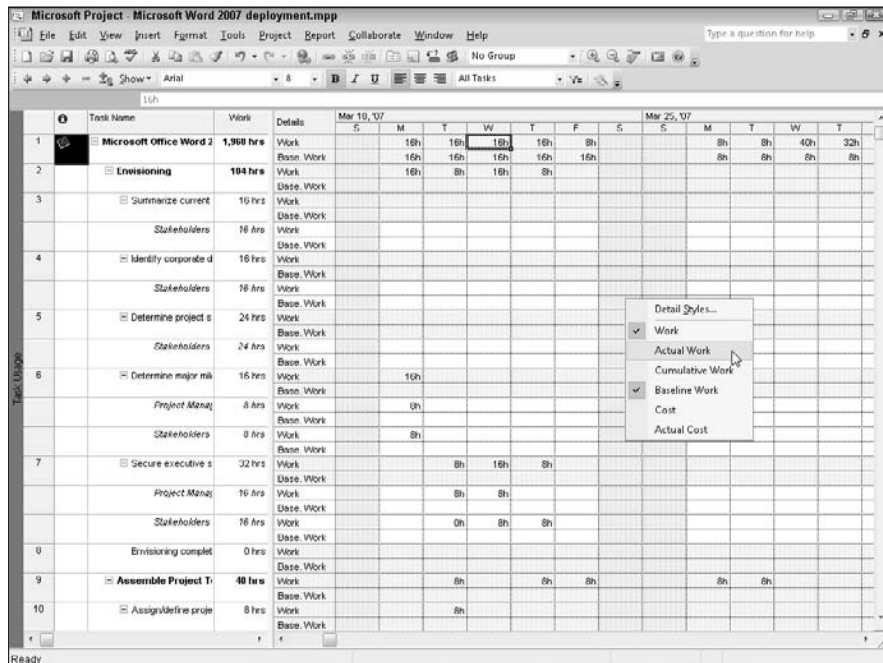 Microsoft Project - Microsoft Word 2007 deployment.mpp
File Edit View Insert Format Tools Project Report Collaborate Window Help Type a question for help
No Group
Show Arial 8 B I U All Tasks
16h
Task Name Work Details Mar 18, '07 Mar 25, '07
S M T W T F S S M T W T
1 Microsoft Office Word 2 1,968 hrs Work 16h 16h 16h 16h 8h 8h 8h 40h 32h
Base. Work 16h 16h 16h 16h 16h 8h 8h 8h 8h
2 Envisioning 104 hrs Work 16h 8h 16h 8h
Base. Work
3 Summarize current 16 hrs Work
Base. Work
Stakeholders 16 hrs Work
Base. Work
4 Identify corporate d 16 hrs Work
Base. Work
Stakeholders 16 hrs Work
Base. Work
5 Determine project s 24 hrs Work
Base. Work
Stakeholders 24 hrs Work
Base. Work
6 Determine major mil 16 hrs Work 16h
Base. Work
Project Manag 8 hrs Work 8h
Base. Work
Stakeholders 8 hrs Work 8h
Base. Work
7 Secure executive s 32 hrs Work 8h 16h 8h
Base. Work
Project Manag 16 hrs Work 8h 8h
Base. Work
Stakeholders 16 hrs Work 0h 8h 8h
Base. Work
8 Envisioning complet 0 hrs Work
Base. Work
9 Assemble Project T 40 hrs Work 8h 8h 8h 8h 8h
Base. Work
10 Assign/define proje 8 hrs Work 8h
Base. Work
Detail Styles...
Work
Actual Work
Cumulative Work
Baseline Work
Cost
Actual Cost
Task Usage
Ready